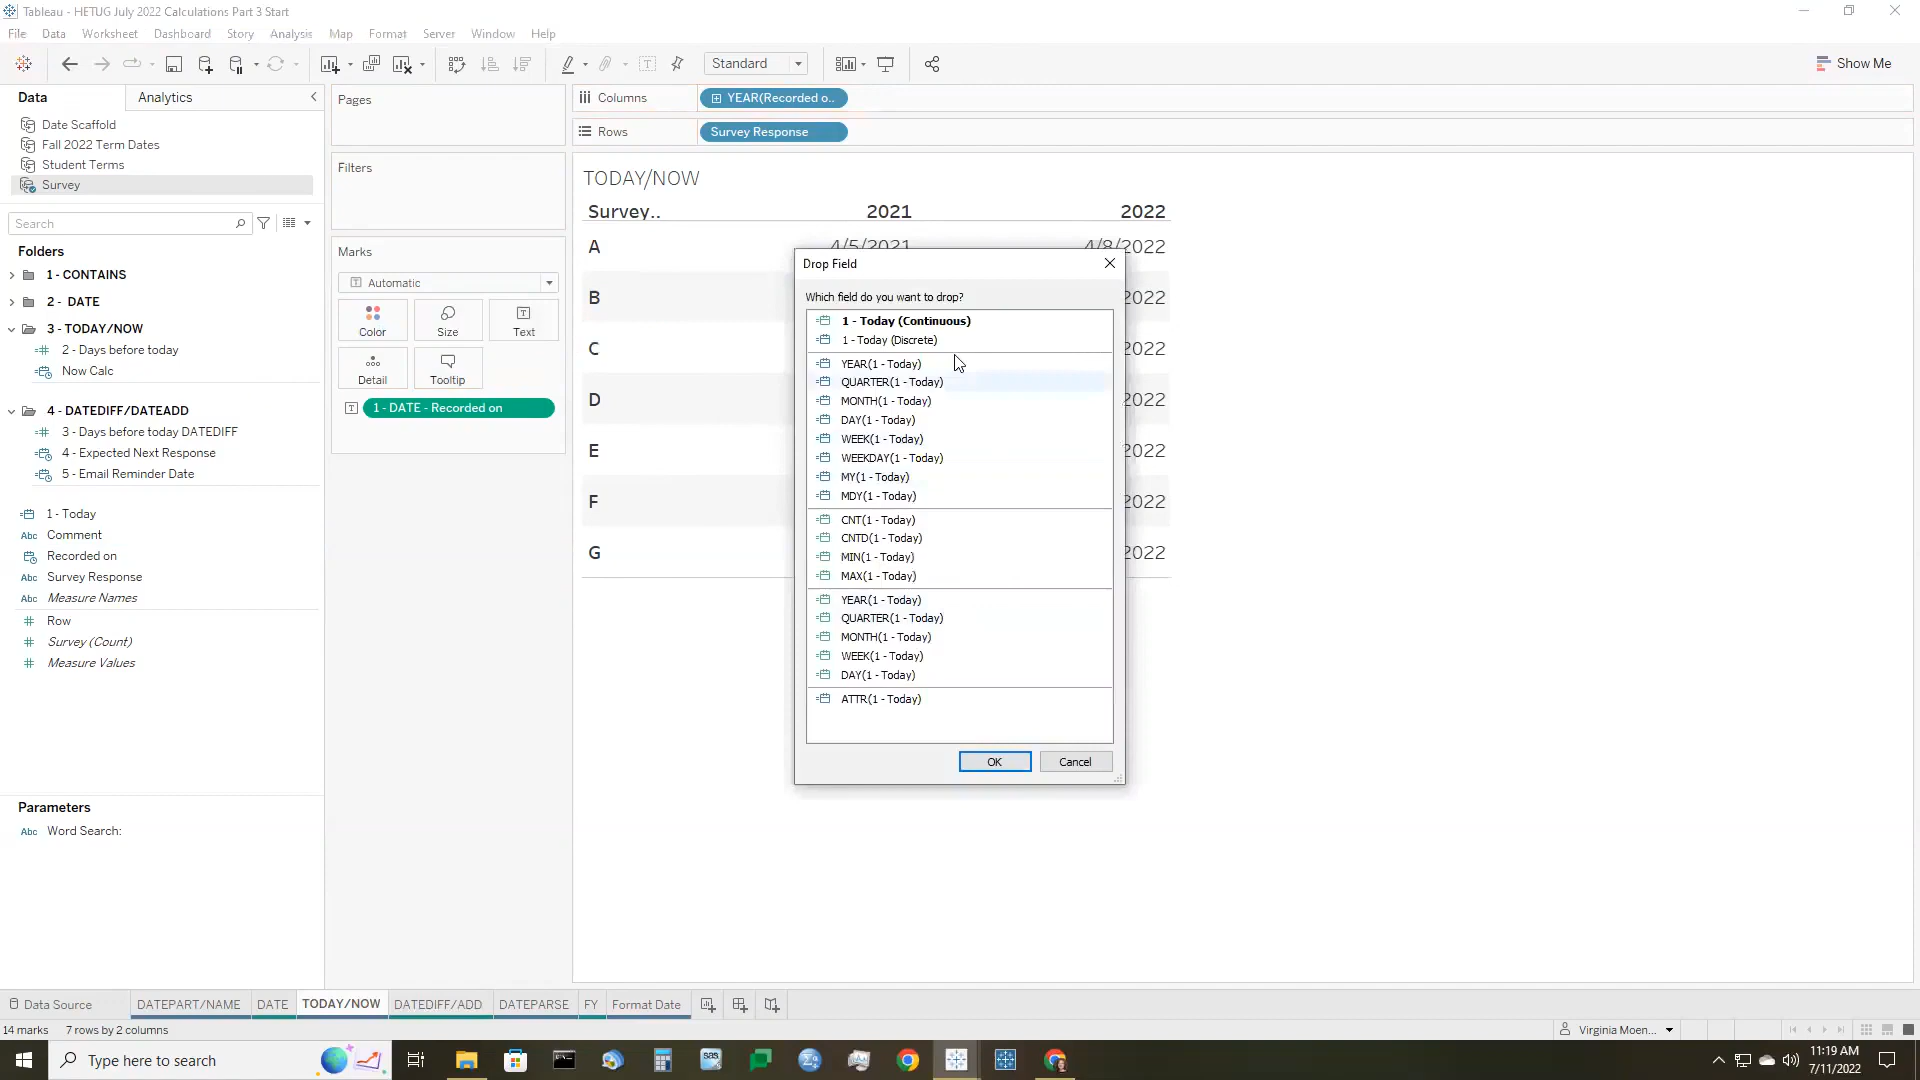 Tableau - HETUG July 2022 Calculations Part 3 Start
File Data Worksheet Dashboard Story Analysis Map Format Server Window Help
Standard
Show Me
Data
Analytics
Date Scaffold
Fall 2022 Term Dates
Student Terms
Survey
Search
Folders
1 - CONTAINS
2 - DATE
3 - TODAY/NOW
2 - Days before today
Now Calc
4 - DATEDIFF/DATEADD
3 - Days before today DATEDIFF
4 - Expected Next Response
5 - Email Reminder Date
1 - Today
Abc Comment
Recorded on
Abc Survey Response
Abc Measure Names
Row
Survey (Count)
Measure Values
Parameters
Abc Word Search:
Pages
Filters
Marks
Automatic
Color
Size
Text
Detail
Tooltip
1 - DATE - Recorded on
Columns
YEAR(Recorded o..
Rows
Survey Response
TODAY/NOW
Survey.. 2021 2022
A 4/5/2021 4/8/2022
B 2022
C 2022
D 2022
E 2022
F 2022
G 2022
Drop Field
Which field do you want to drop?
1 - Today (Continuous)
1 - Today (Discrete)
YEAR(1 - Today)
QUARTER(1 - Today)
MONTH(1 - Today)
DAY(1 - Today)
WEEK(1 - Today)
WEEKDAY(1 - Today)
MY(1 - Today)
MDY(1 - Today)
CNT(1 - Today)
CNTD(1 - Today)
MIN(1 - Today)
MAX(1 - Today)
YEAR(1 - Today)
QUARTER(1 - Today)
MONTH(1 - Today)
WEEK(1 - Today)
DAY(1 - Today)
ATTR(1 - Today)
OK
Cancel
Data Source DATEPART/NAME DATE TODAY/NOW DATEDIFF/ADD DATEPARSE FY Format Date
14 marks 7 rows by 2 columns
Virginia Moen...
Type here to search
sas
11:19 AM
7/11/2022